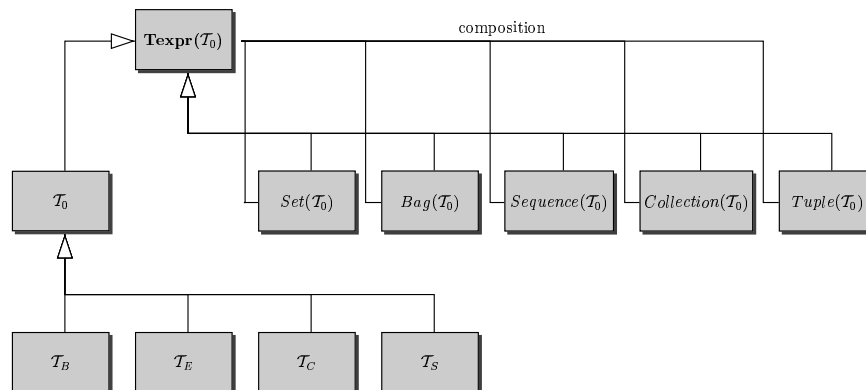 composition
Texpr(𝒯₀)
𝒯₀
Set(𝒯₀)
Bag(𝒯₀)
Sequence(𝒯₀)
Collection(𝒯₀)
Tuple(𝒯₀)
𝒯_B
𝒯_E
𝒯_C
𝒯_S